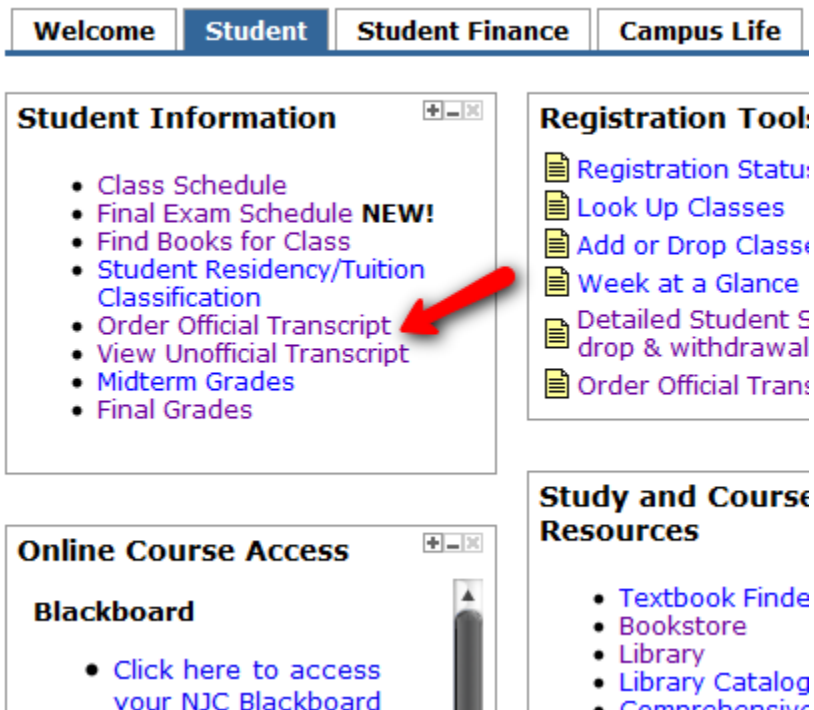 Welcome
Student
Student Finance
Campus Life
Student Information
Class Schedule
Final Exam Schedule NEW!
Find Books for Class
Student Residency/Tuition
Classification
Order Official Transcript
View Unofficial Transcript
Midterm Grades
Final Grades
Online Course Access
Blackboard
Click here to access
your NJC Blackboard
Registration Tools
Registration Status
Look Up Classes
Add or Drop Classe
Week at a Glance
Detailed Student S
drop & withdrawal
Order Official Trans
Study and Course
Resources
Textbook Finde
Bookstore
Library
Library Catalog
Comprehensive